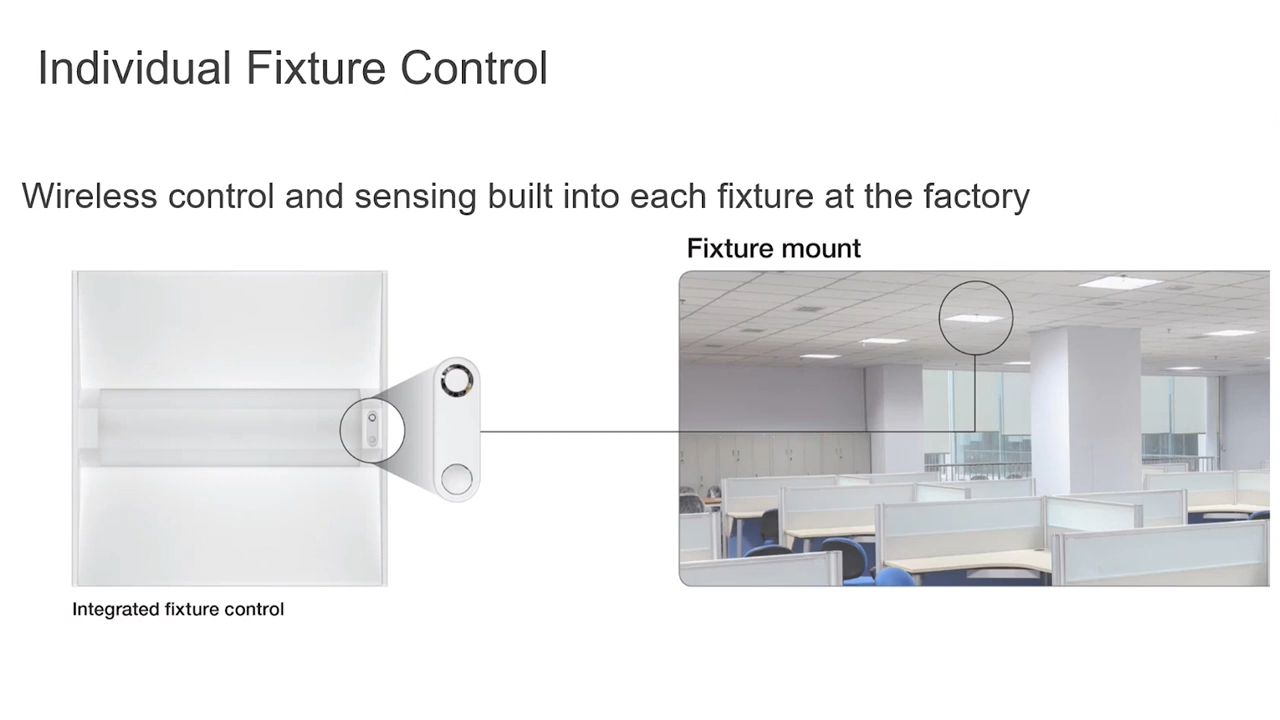 Individual Fixture Control
Wireless control and sensing built into each fixture at the factory
Fixture mount
Integrated fixture control